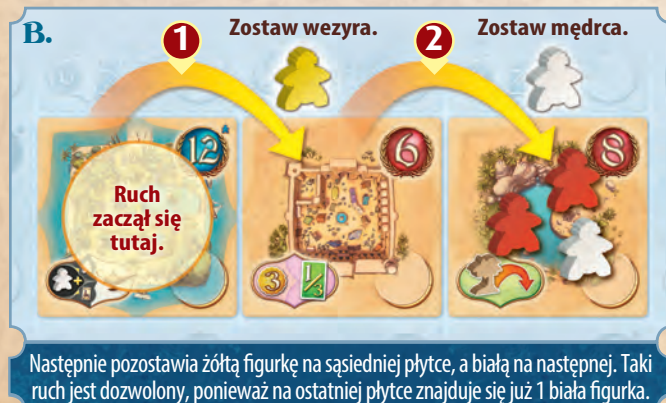 B.
1
Zostaw wezyra.
2
Zostaw mędrca.
12
6
8
Ruch
zaczął się
tutaj.
3
1/3
Następnie pozostawia żółtą figurkę na sąsiedniej płytce, a białą na następnej. Taki
ruch jest dozwolony, ponieważ na ostatniej płytce znajduje się już 1 biała figurka.